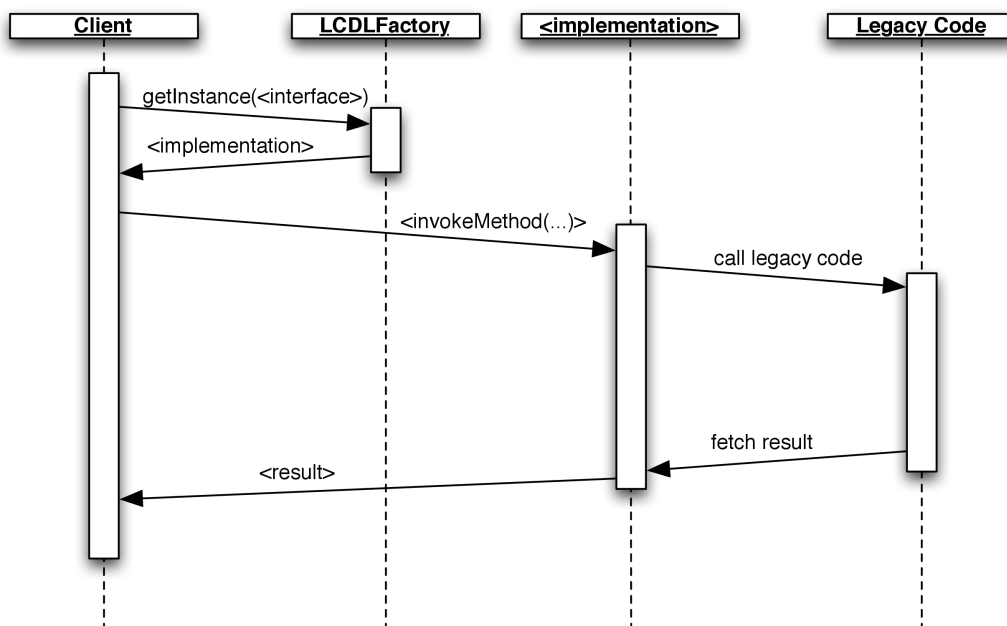 Client
LCDLFactory
<implementation>
Legacy Code
getInstance(<interface>)
<implementation>
<invokeMethod(...)>
call legacy code
fetch result
<result>